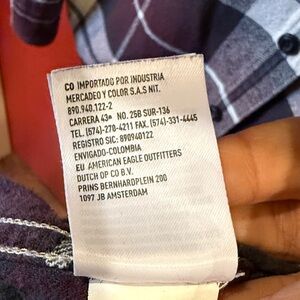 CO IMPORTADO POR INDUSTRIA
MERCADEO Y COLOR S.A.S NIT.
890.940.122-2
CARRERA 43ª NO. 25B SUR-136
TEL. (574)-270-4211 FAX. (574)-331-4445
REGISTRO SIC: 890940122
ENVIGADO-COLOMBIA
EU AMERICAN EAGLE OUTFITTERS
DUTCH OP CO B.V.
PRINS BERNHARDPLEIN 200
1097 JB AMSTERDAM